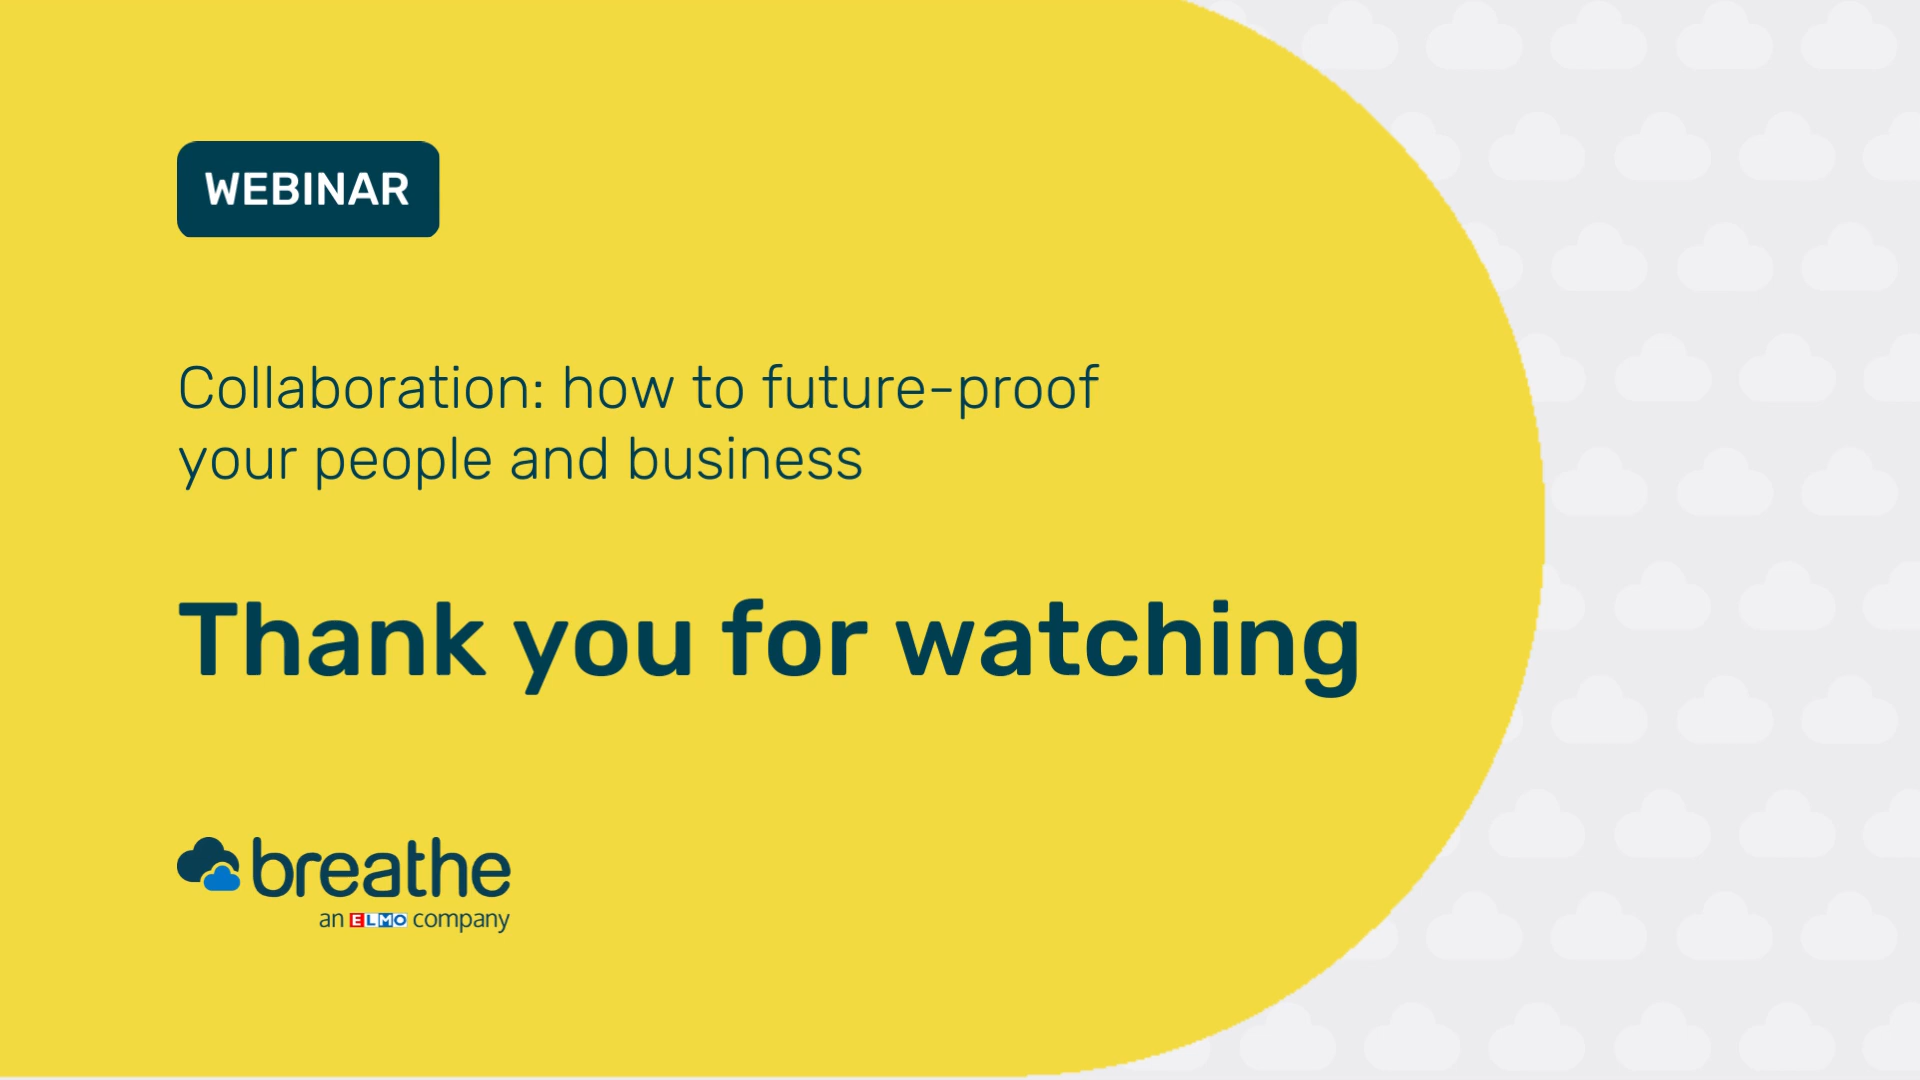 WEBINAR
Collaboration: how to future-proof
your people and business
Thank you for watching
breathe
an ELMO company